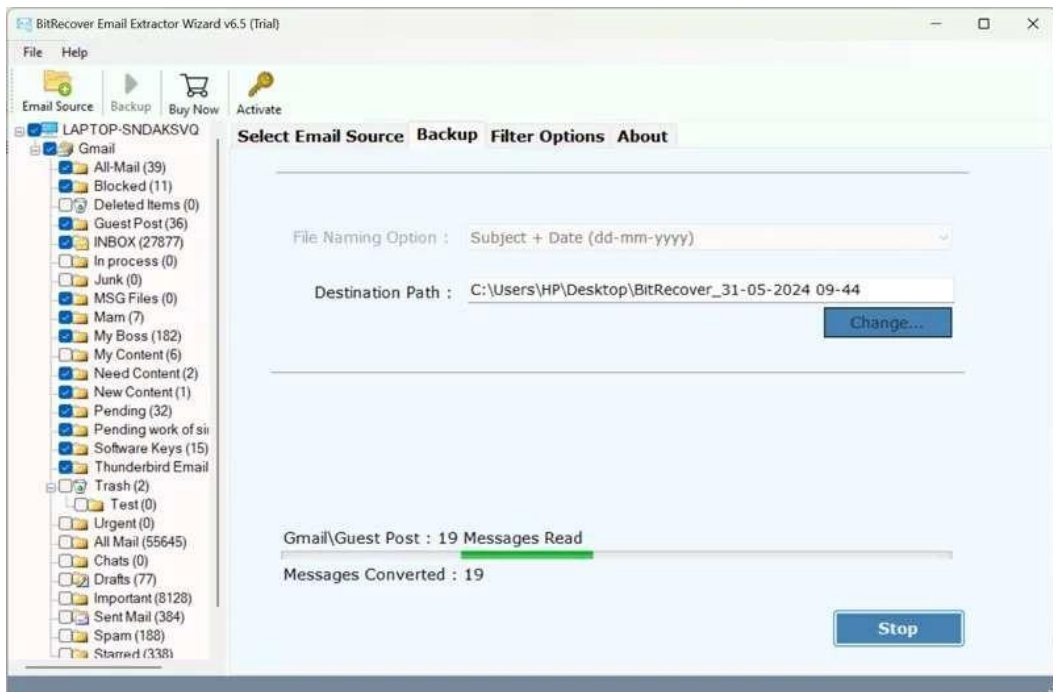 BitRecover Email Extractor Wizard v6.5 (Trial)
File Help
Email Source Backup Buy Now Activate
LAPTOP-SNDAKSVQ
Gmail
All-Mail (39)
Blocked (11)
Deleted Items (0)
Guest Post (36)
INBOX (27877)
In process (0)
Junk (0)
MSG Files (0)
Mam (7)
My Boss (182)
My Content (6)
Need Content (2)
New Content (1)
Pending (32)
Pending work of
Software Keys (15)
Thunderbird Email
Trash (2)
Test (0)
Urgent (0)
All Mail (55645)
Chats (0)
Drafts (77)
Important (8128)
Sent Mail (384)
Spam (188)
Starred (338)
Select Email Source Backup Filter Options About
File Naming Option : Subject + Date (dd-mm-yyyy)
Destination Path : C:\Users\HP\Desktop\BitRecover_31-05-2024 09-44
Change...
Gmail\Guest Post : 19 Messages Read
Messages Converted : 19
Stop